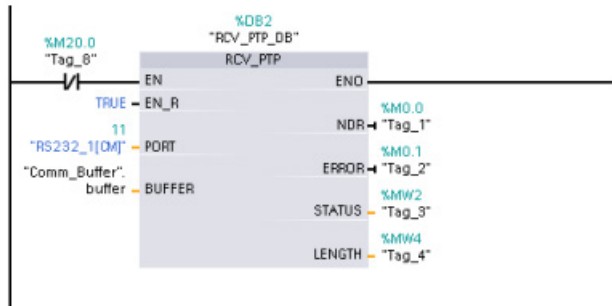 %DB2
"RCV_PTP_DB"
%M20.0
"Tag_8"
RCV_PTP
EN
ENO
TRUE
EN_R
%M0.0
NDR
"Tag_1"
11
"RS232_1[CM]"
PORT
%M0.1
ERROR
"Tag_2"
"Comm_Buffer".
buffer
BUFFER
%MW2
STATUS
"Tag_3"
%MW4
LENGTH
"Tag_4"